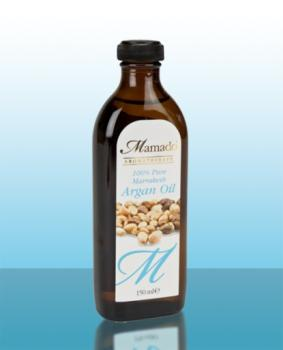 Mamado
AROMATHERAPY
100% Pure
Marrakesh
Argan Oil
M
150 ml e